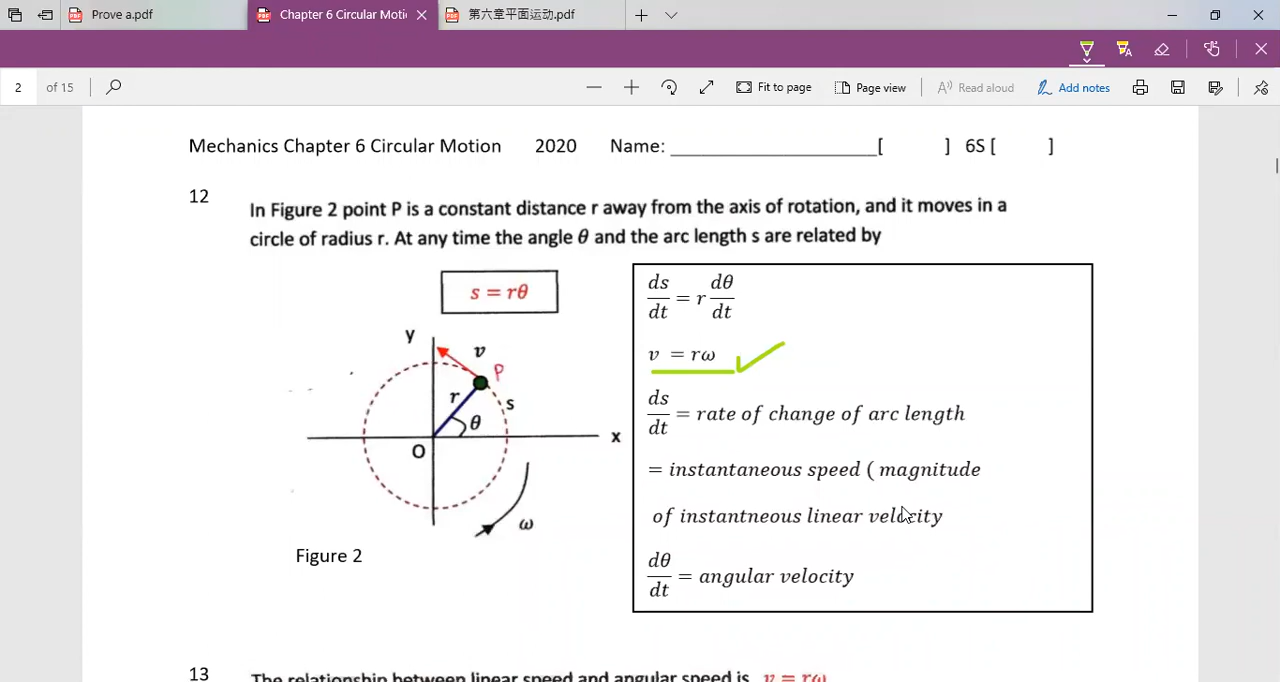 Prove a.pdf
Chapter 6 Circular Moti
第六章平面运动.pdf
2 of 15
Fit to page
Page view
Read aloud
Add notes
Mechanics Chapter 6 Circular Motion 2020 Name: ____________________[ ] 6S [ ]
12
In Figure 2 point P is a constant distance r away from the axis of rotation, and it moves in a
circle of radius r. At any time the angle θ and the arc length s are related by
s = rθ
y
v
P
r
s
θ
x
O
ω
Figure 2
ds/dt = r dθ/dt
v = rω
ds/dt = rate of change of arc length
= instantaneous speed ( magnitude
of instantneous linear velocity
dθ/dt = angular velocity
13
The relationship between linear speed and angular speed is v = rω